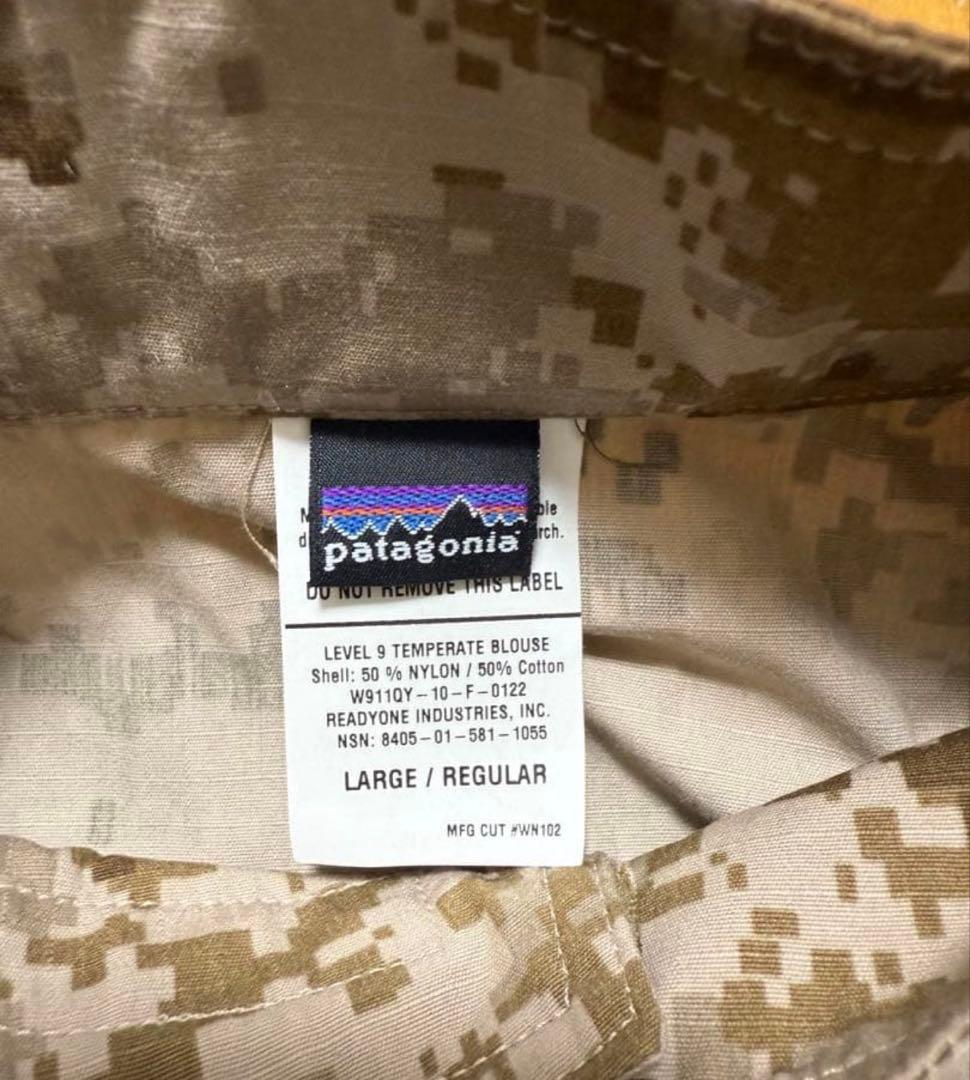 patagonia
DO NOT REMOVE THIS LABEL
LEVEL 9 TEMPERATE BLOUSE
Shell: 50 % NYLON / 50% Cotton
W911QY-10-F-0122
READYONE INDUSTRIES, INC.
NSN: 8405-01-581-1055
LARGE / REGULAR
MFG CUT #WN102